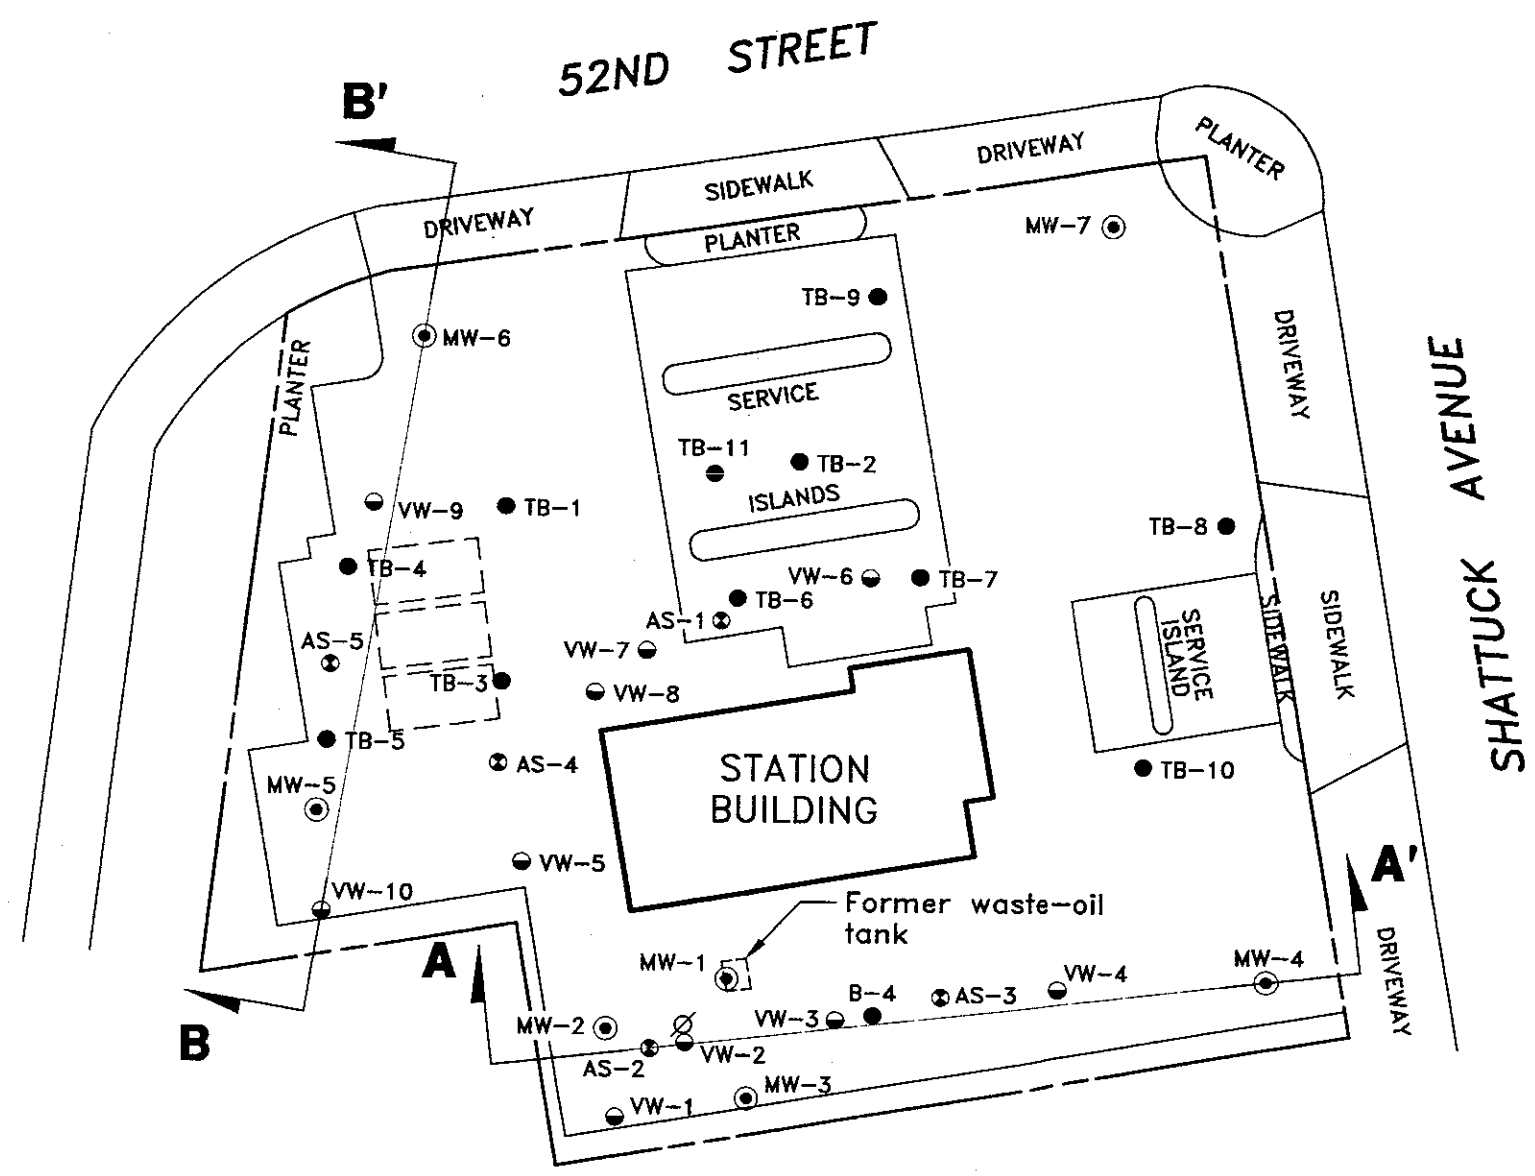 52ND STREET
B'
DRIVEWAY
SIDEWALK
DRIVEWAY
PLANTER
PLANTER
MW-7
TB-9
MW-6
PLANTER
DRIVEWAY
SHATTUCK AVENUE
SERVICE
TB-11
TB-2
ISLANDS
VW-9
TB-1
TB-8
TB-4
VW-6
TB-7
TB-6
AS-1
SIDEWALK
SIDEWALK
SERVICE
ISLAND
AS-5
VW-7
TB-3
VW-8
TB-5
AS-4
STATION
BUILDING
TB-10
MW-5
VW-5
A'
VW-10
Former waste-oil
tank
A
MW-1
MW-4
VW-4
B-4
AS-3
DRIVEWAY
B
MW-2
VW-3
VW-2
AS-2
MW-3
VW-1